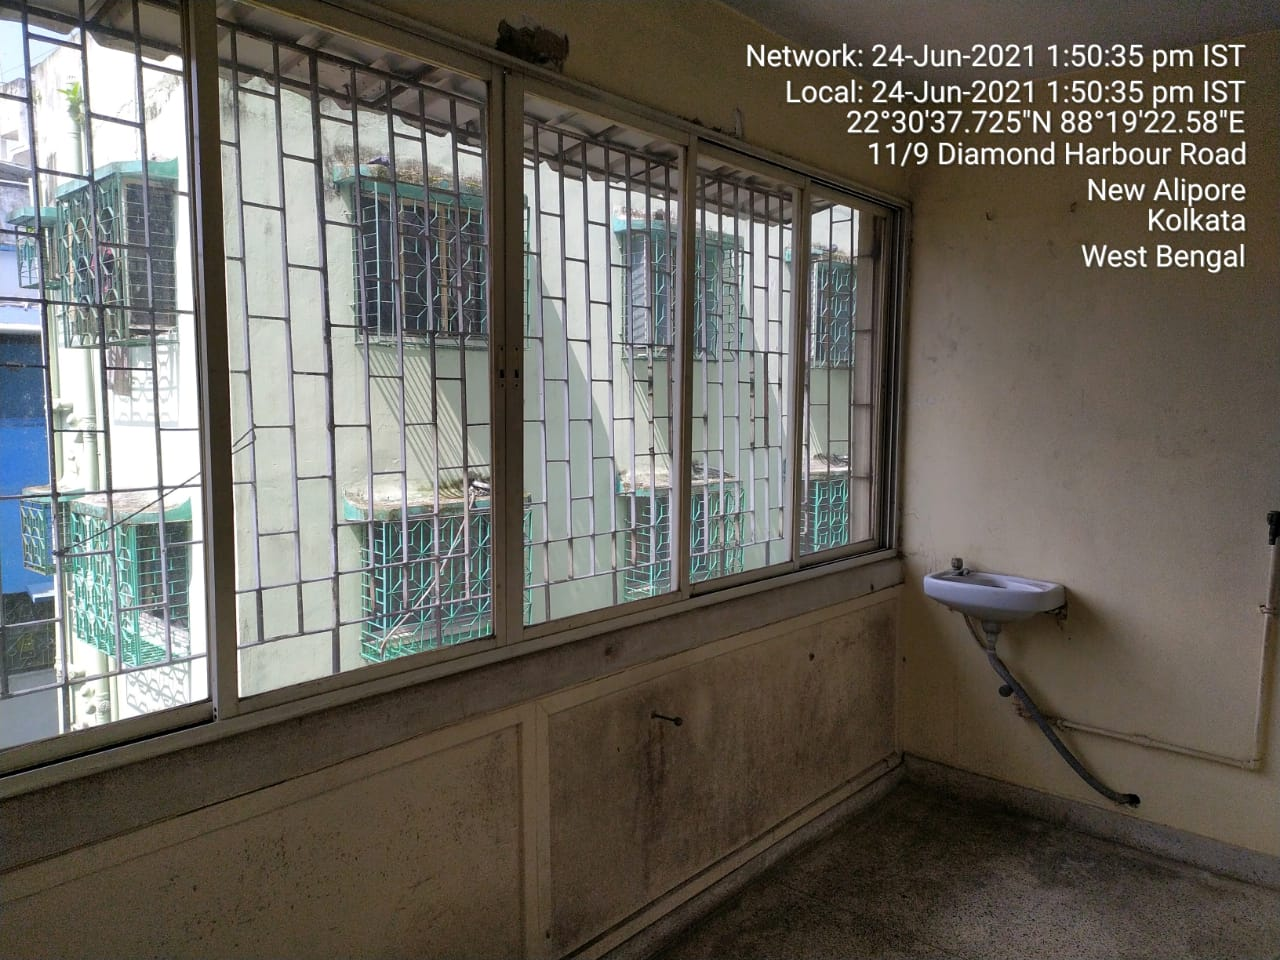 Network: 24-Jun-2021 1:50:35 pm IST
Local: 24-Jun-2021 1:50:35 pm IST
22°30'37.725"N 88°19'22.58"E
11/9 Diamond Harbour Road
New Alipore
Kolkata
West Bengal